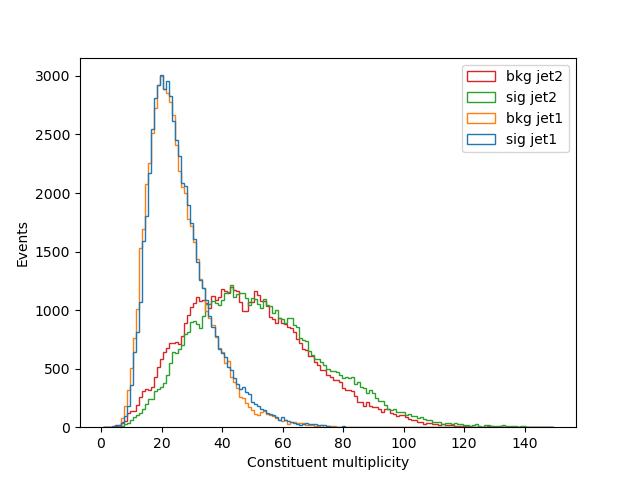 bkg jet2
sig jet2
bkg jet1
sig jet1
3000
2500
2000
1500
1000
500
0
Events
0 20 40 60 80 100 120 140
Constituent multiplicity